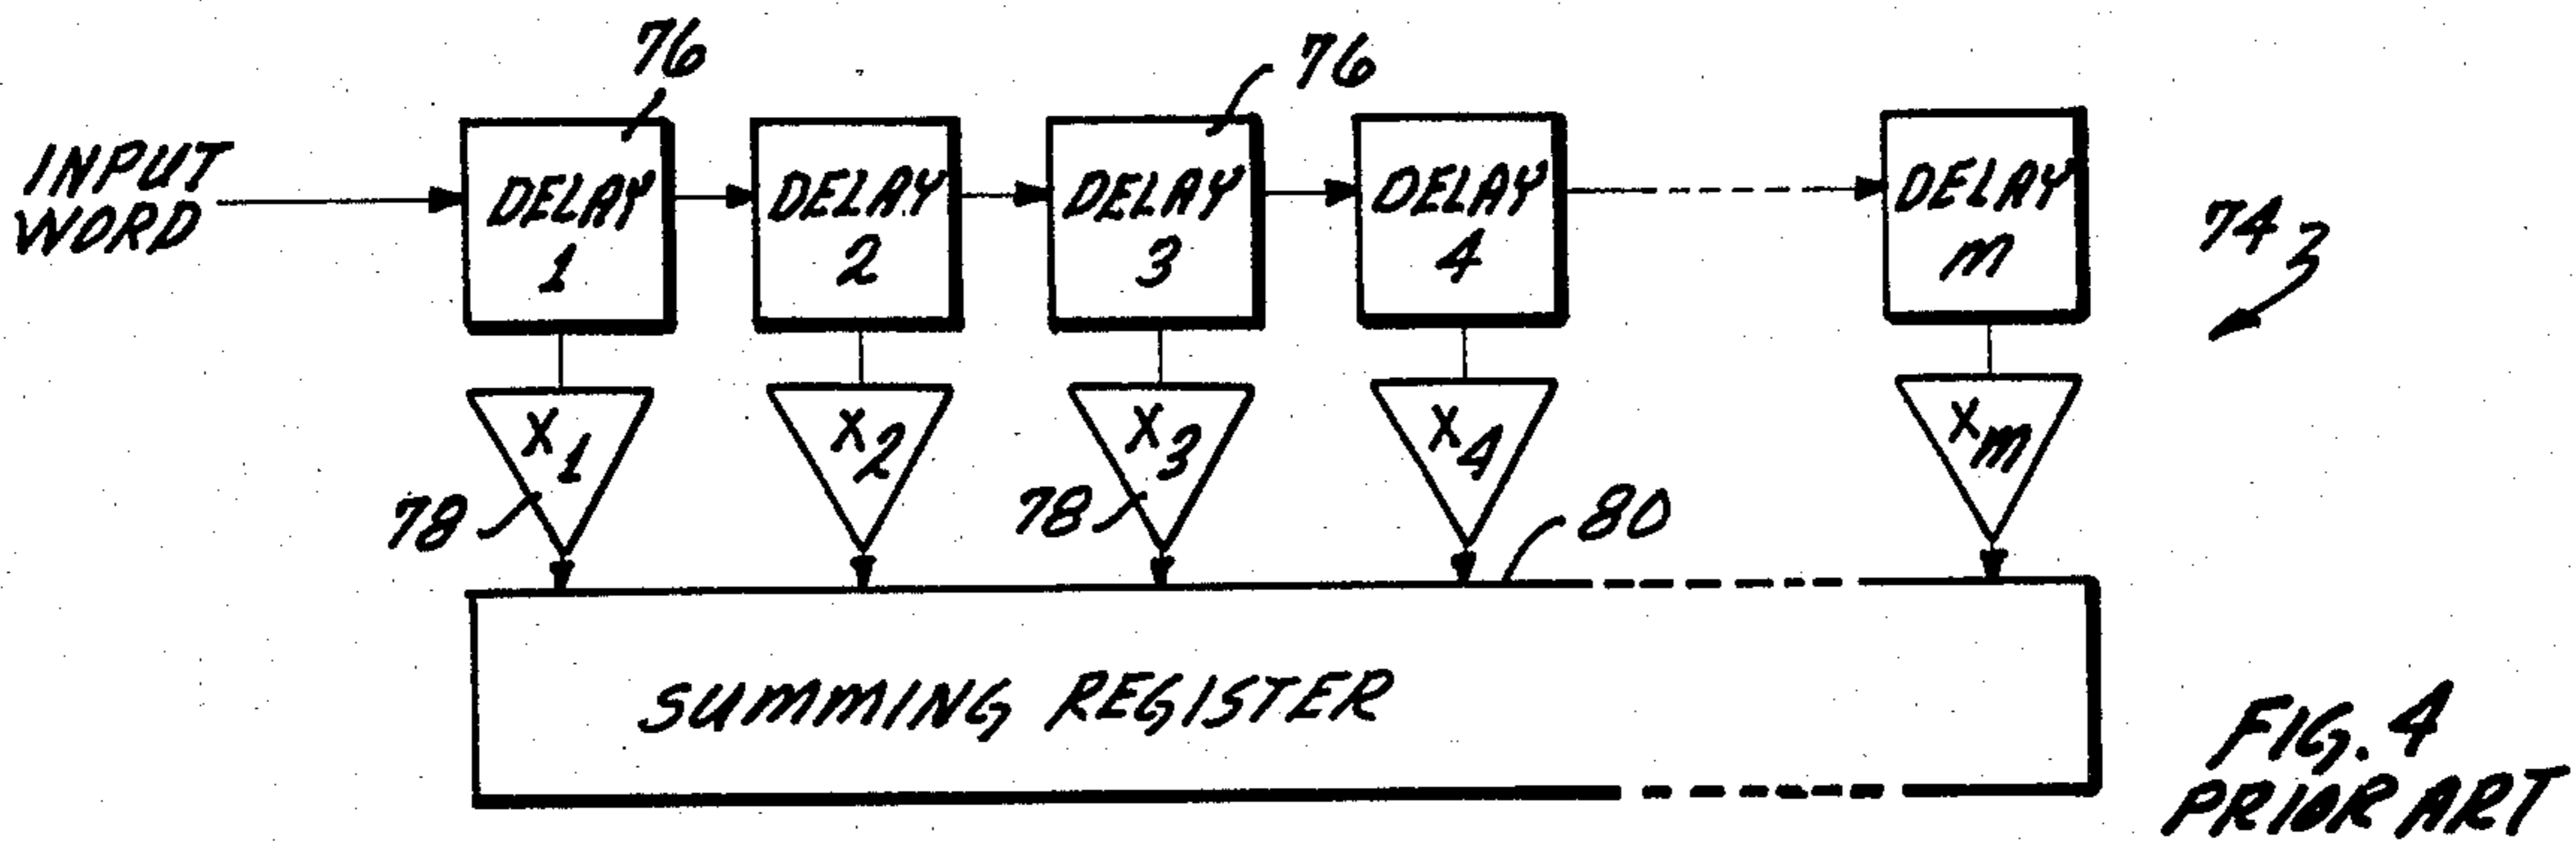 76
76
INPUT
WORD
DELAY
1
DELAY
2
DELAY
3
DELAY
4
DELAY
m
74
X1
X2
X3
X4
Xm
78
78
80
SUMMING REGISTER
FIG. 4
PRIOR ART